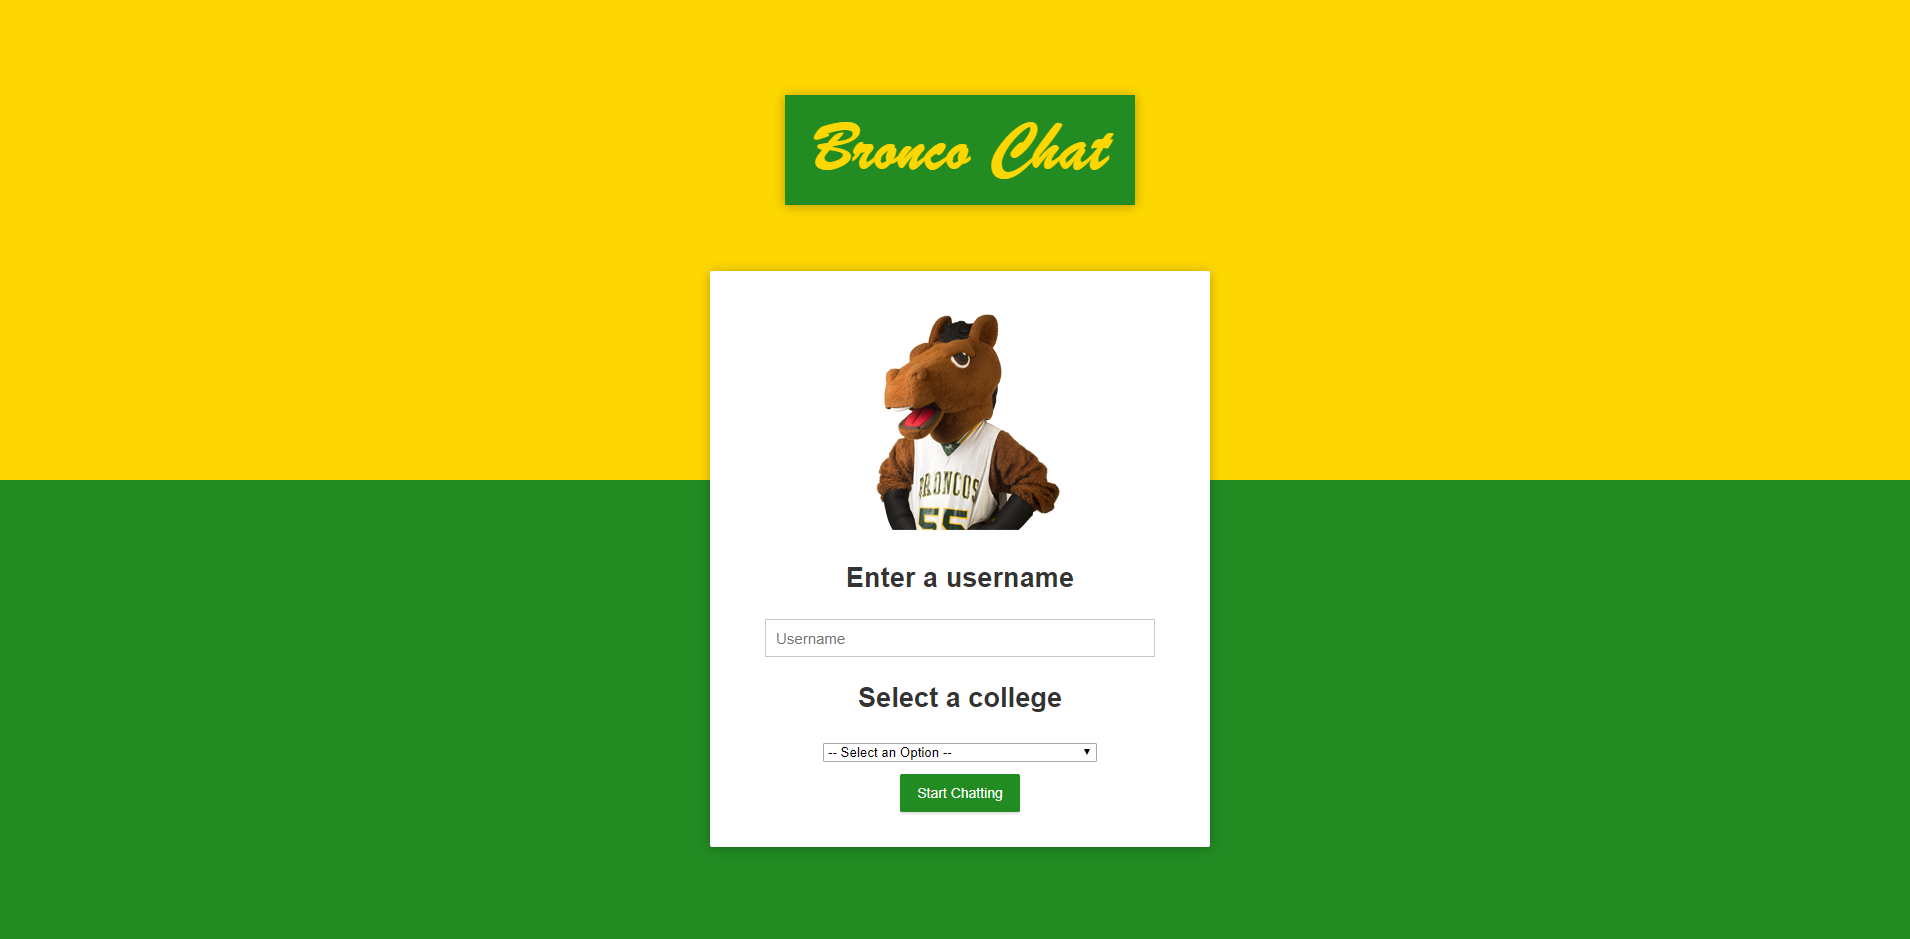 Bronco Chat
BRONCOS
55
Enter a username
Username
Select a college
-- Select an Option --
Start Chatting